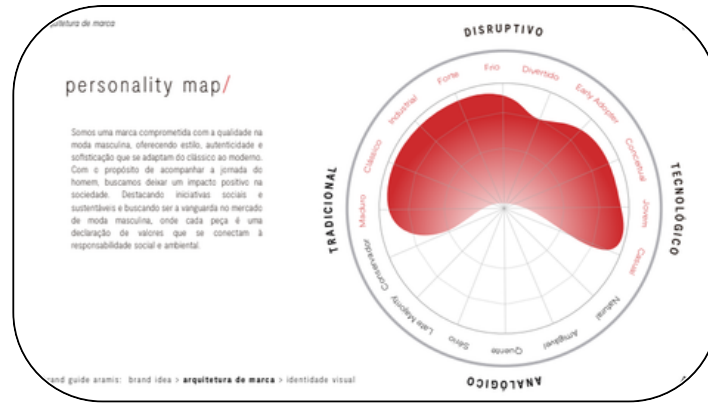 arquitetura de marca
personality map/
Somos uma marca comprometida com a qualidade na
moda masculina, oferecendo estilo, autenticidade e
sofisticação que se adaptam do clássico ao moderno.
Com o propósito de acompanhar a jornada do
homem, buscamos deixar um impacto positivo na
sociedade. Destacando iniciativas sociais e
sustentáveis e buscando ser a vanguarda no mercado
de moda masculina, onde cada peça é uma
declaração de valores que se conectam à
responsabilidade social e ambiental.
DISRUPTIVO
TECNOLÓGICO
ANALÓGICO
TRADICIONAL
Frio
Divertido
Early Adopter
Conceitual
Jovem
Casual
Natural
Amigável
Quente
Sério
Late Majority
Conservador
Maduro
Clássico
Industrial
Forte
brand guide aramis: brand idea > arquitetura de marca > identidade visual